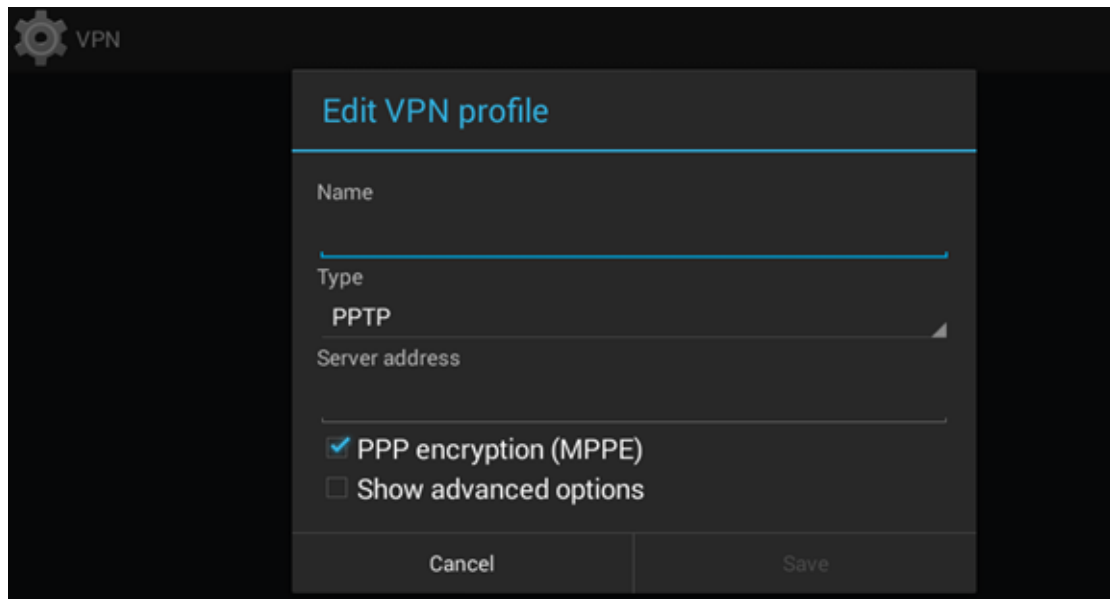 VPN
Edit VPN profile
Name
Type
PPTP
Server address
PPP encryption (MPPE)
Show advanced options
Cancel
Save